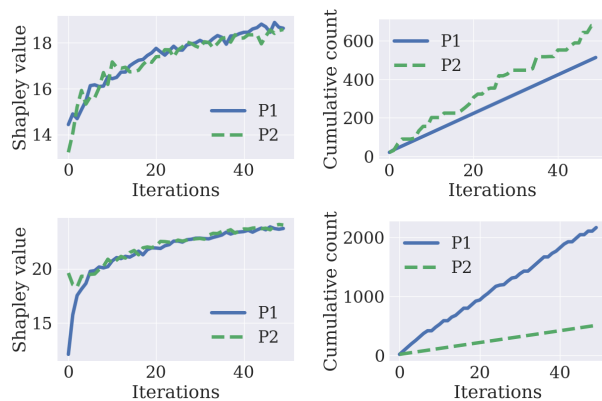 Shapley value
18
16
14
0
20
40
Iterations
P1
P2
Cumulative count
600
400
200
0
0
20
40
Iterations
P1
P2
Shapley value
20
15
0
20
40
Iterations
P1
P2
Cumulative count
2000
1000
0
0
20
40
Iterations
P1
P2